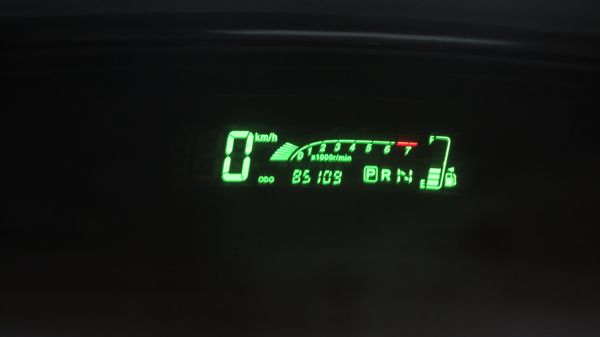 0 km/h
0 1 2 3 4 5 6 7
x1000r/min
F
ODO 85109
P R N
E